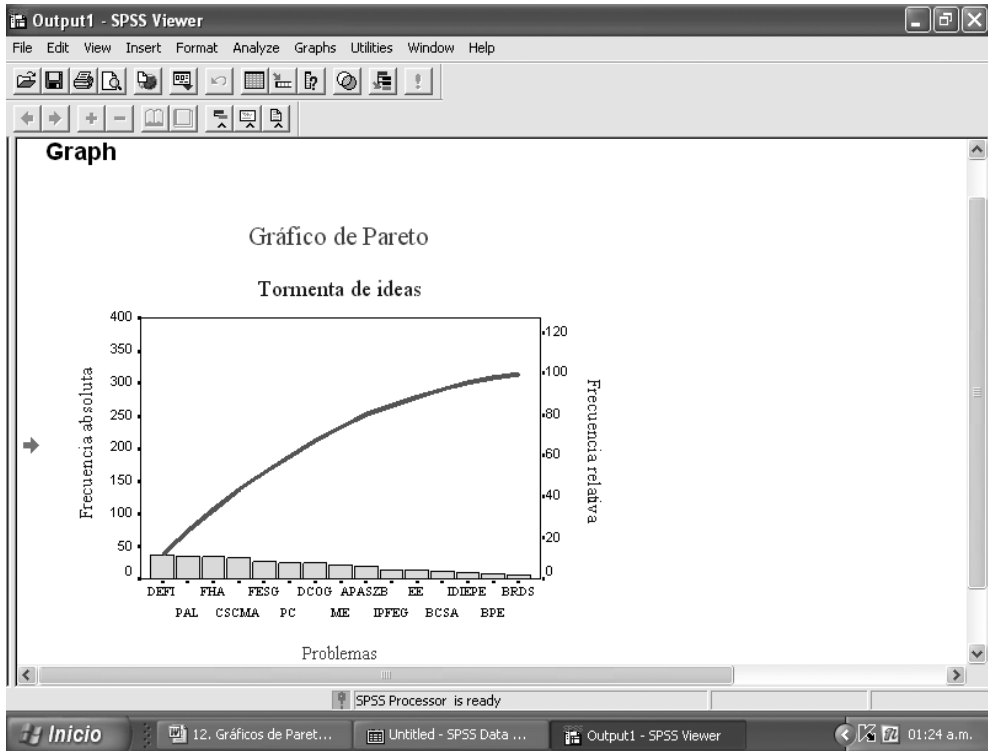 Output1 - SPSS Viewer
File Edit View Insert Format Analyze Graphs Utilities Window Help
Graph
Gráfico de Pareto
Tormenta de ideas
400
350
300
250
200
150
100
50
0
Frecuencia absoluta
120
100
80
60
40
20
0
Frecuencia relativa
DEFI FHA FESG DCOG APASZB EE IDIEPE BRDS
PAL CSCMA PC ME IPFEG BCSA BPE
Problemas
SPSS Processor is ready
Inicio 12. Gráficos de Paret... Untitled - SPSS Data ... Output1 - SPSS Viewer 01:24 a.m.